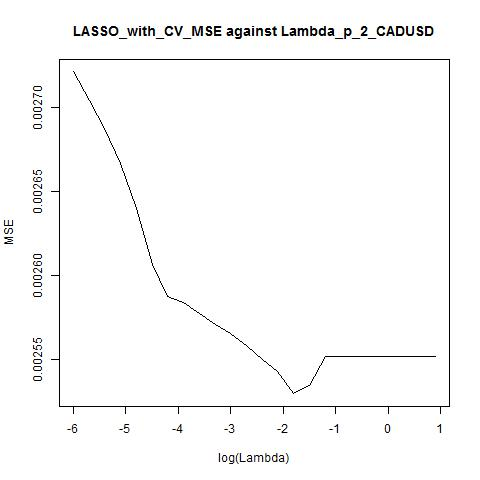 LASSO_with_CV_MSE against Lambda_p_2_CADUSD
MSE
0.00270
0.00265
0.00260
0.00255
-6 -5 -4 -3 -2 -1 0 1
log(Lambda)